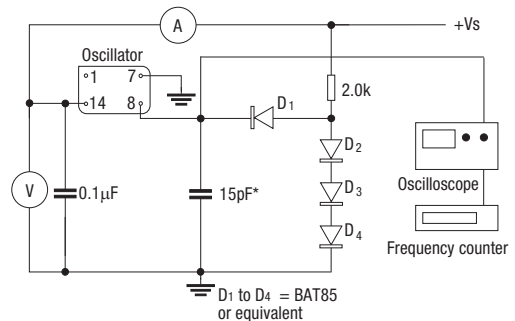 A
+Vs
Oscillator
1 7
14 8
D1
2.0k
D2
V
0.1µF
15pF*
D3
D4
Oscilloscope
Frequency counter
D1 to D4 = BAT85
or equivalent